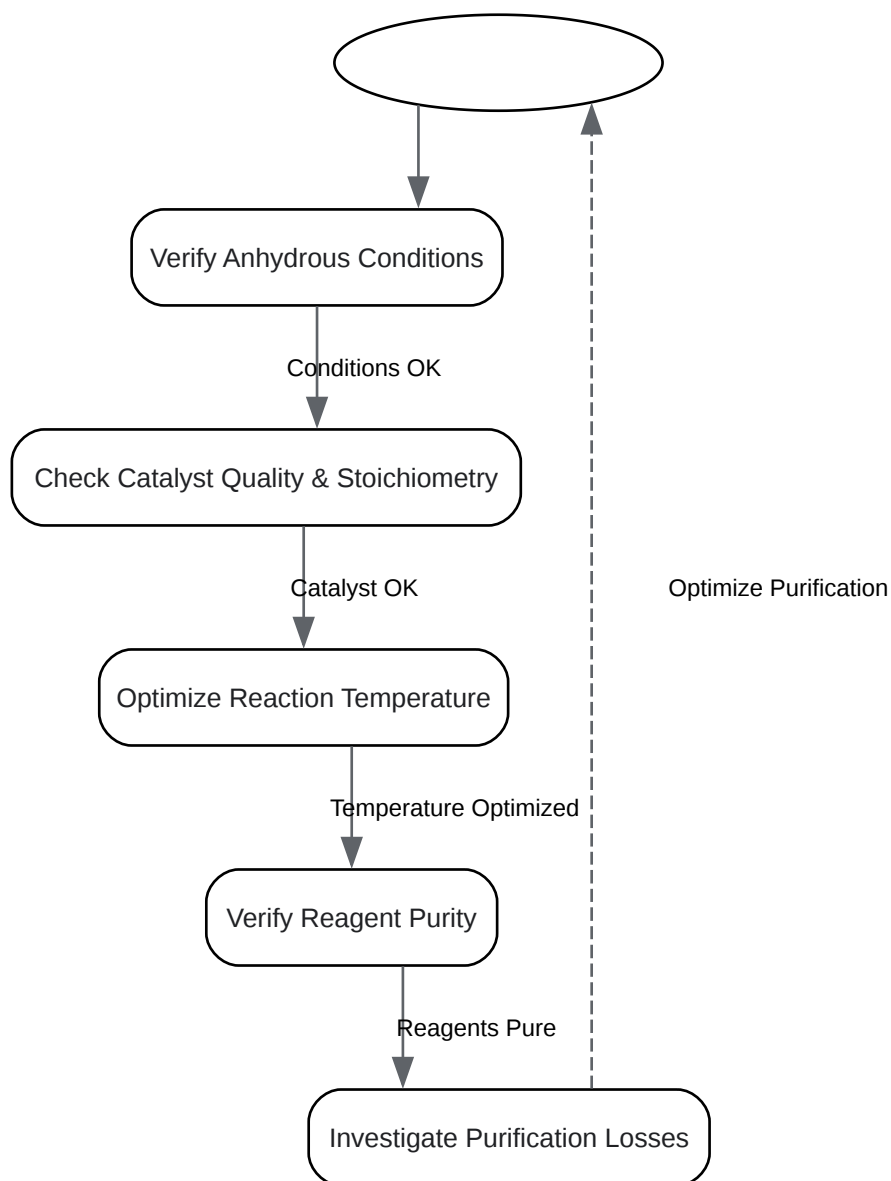 Verify Anhydrous Conditions
Conditions OK
Check Catalyst Quality & Stoichiometry
Catalyst OK
Optimize Purification
Optimize Reaction Temperature
Temperature Optimized
Verify Reagent Purity
Reagents Pure
Investigate Purification Losses